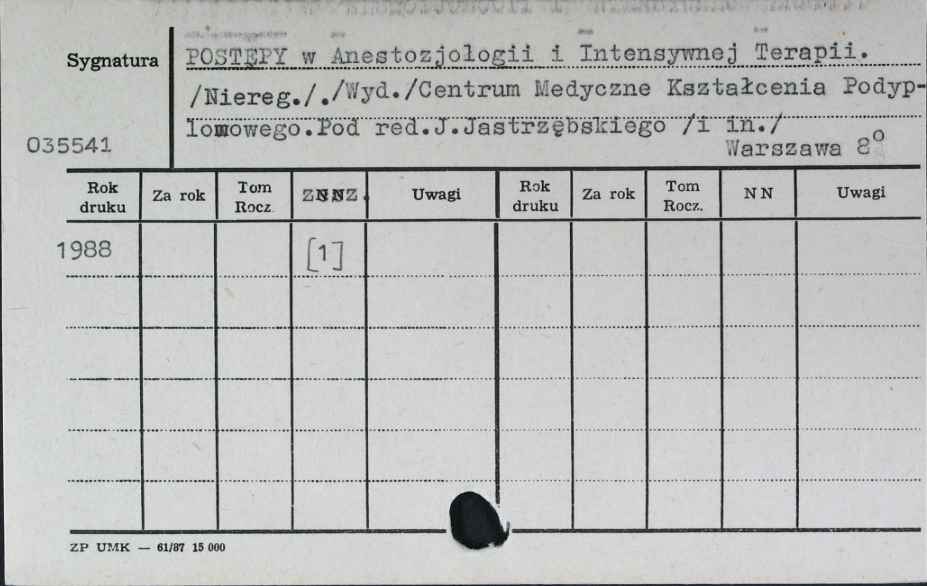 Sygnatura
POSTĘPY w Anestozjologii i Intensywnej Terapii.
/Niereg./. /Wyd./Centrum Medyczne Kształcenia Podyp-
lomowego.Pod red.J.Jastrzębskiego /i in./
035541
Warszawa 8º
Rok druku Za rok Tom Rocz. Z. Uwagi Rok druku Za rok Tom Rocz. NN Uwagi
1988 [1]
ZP UMK — 61/87 15 000